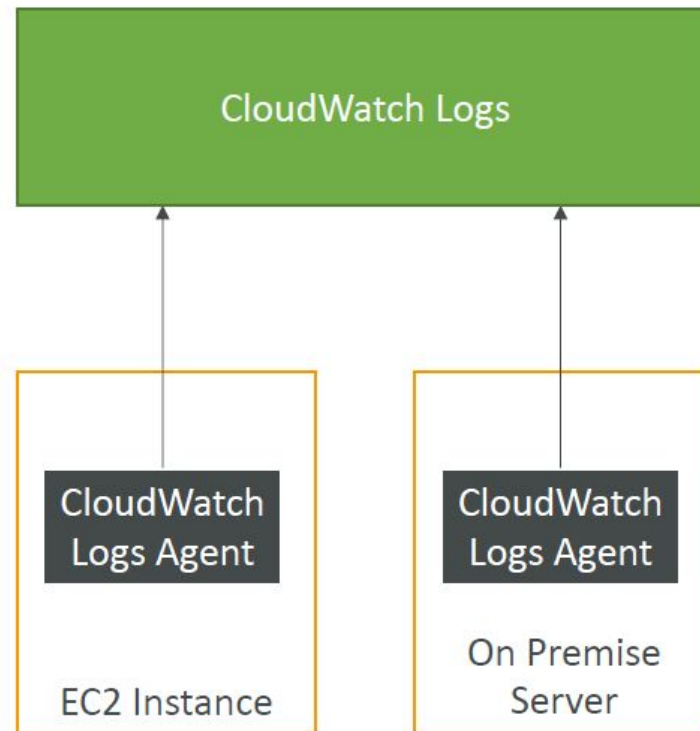 CloudWatch Logs
CloudWatch
Logs Agent
EC2 Instance
CloudWatch
Logs Agent
On Premise
Server